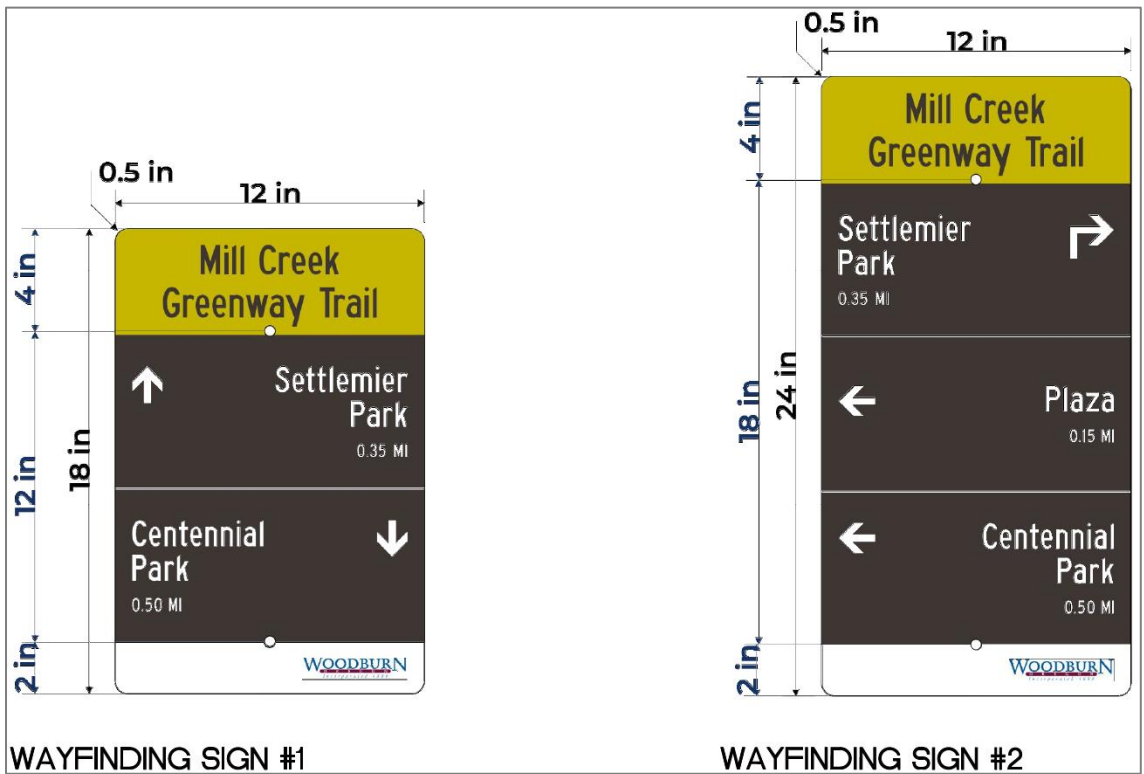 0.5 in
12 in
4 in
12 in
2 in
18 in
Mill Creek
Greenway Trail
Settlemier
Park
0.35 MI
Centennial
Park
0.50 MI
WOODBURN
WAYFINDING SIGN #1
0.5 in
12 in
4 in
18 in
2 in
24 in
Mill Creek
Greenway Trail
Settlemier
Park
0.35 MI
Plaza
0.15 MI
Centennial
Park
0.50 MI
WOODBURN
WAYFINDING SIGN #2